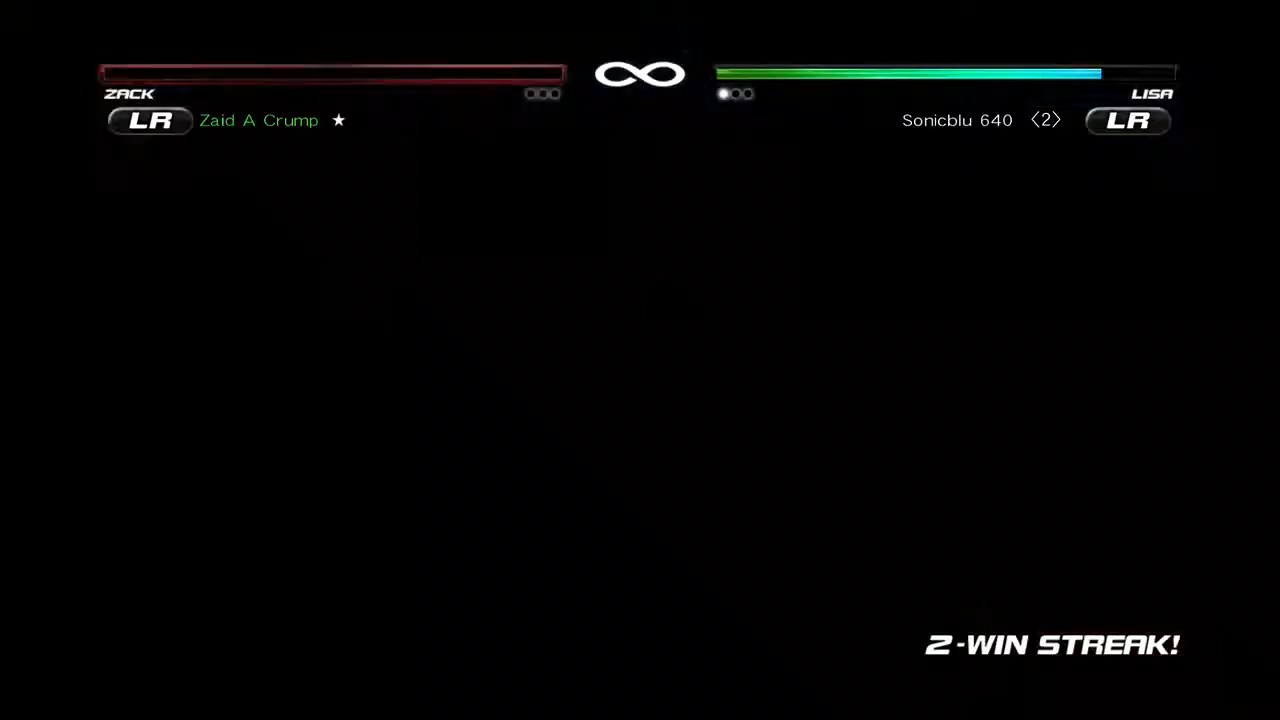 ZACK
LISA
LR Zaid A Crump ★
Sonicblu 640 〈2〉 LR
2-WIN STREAK!